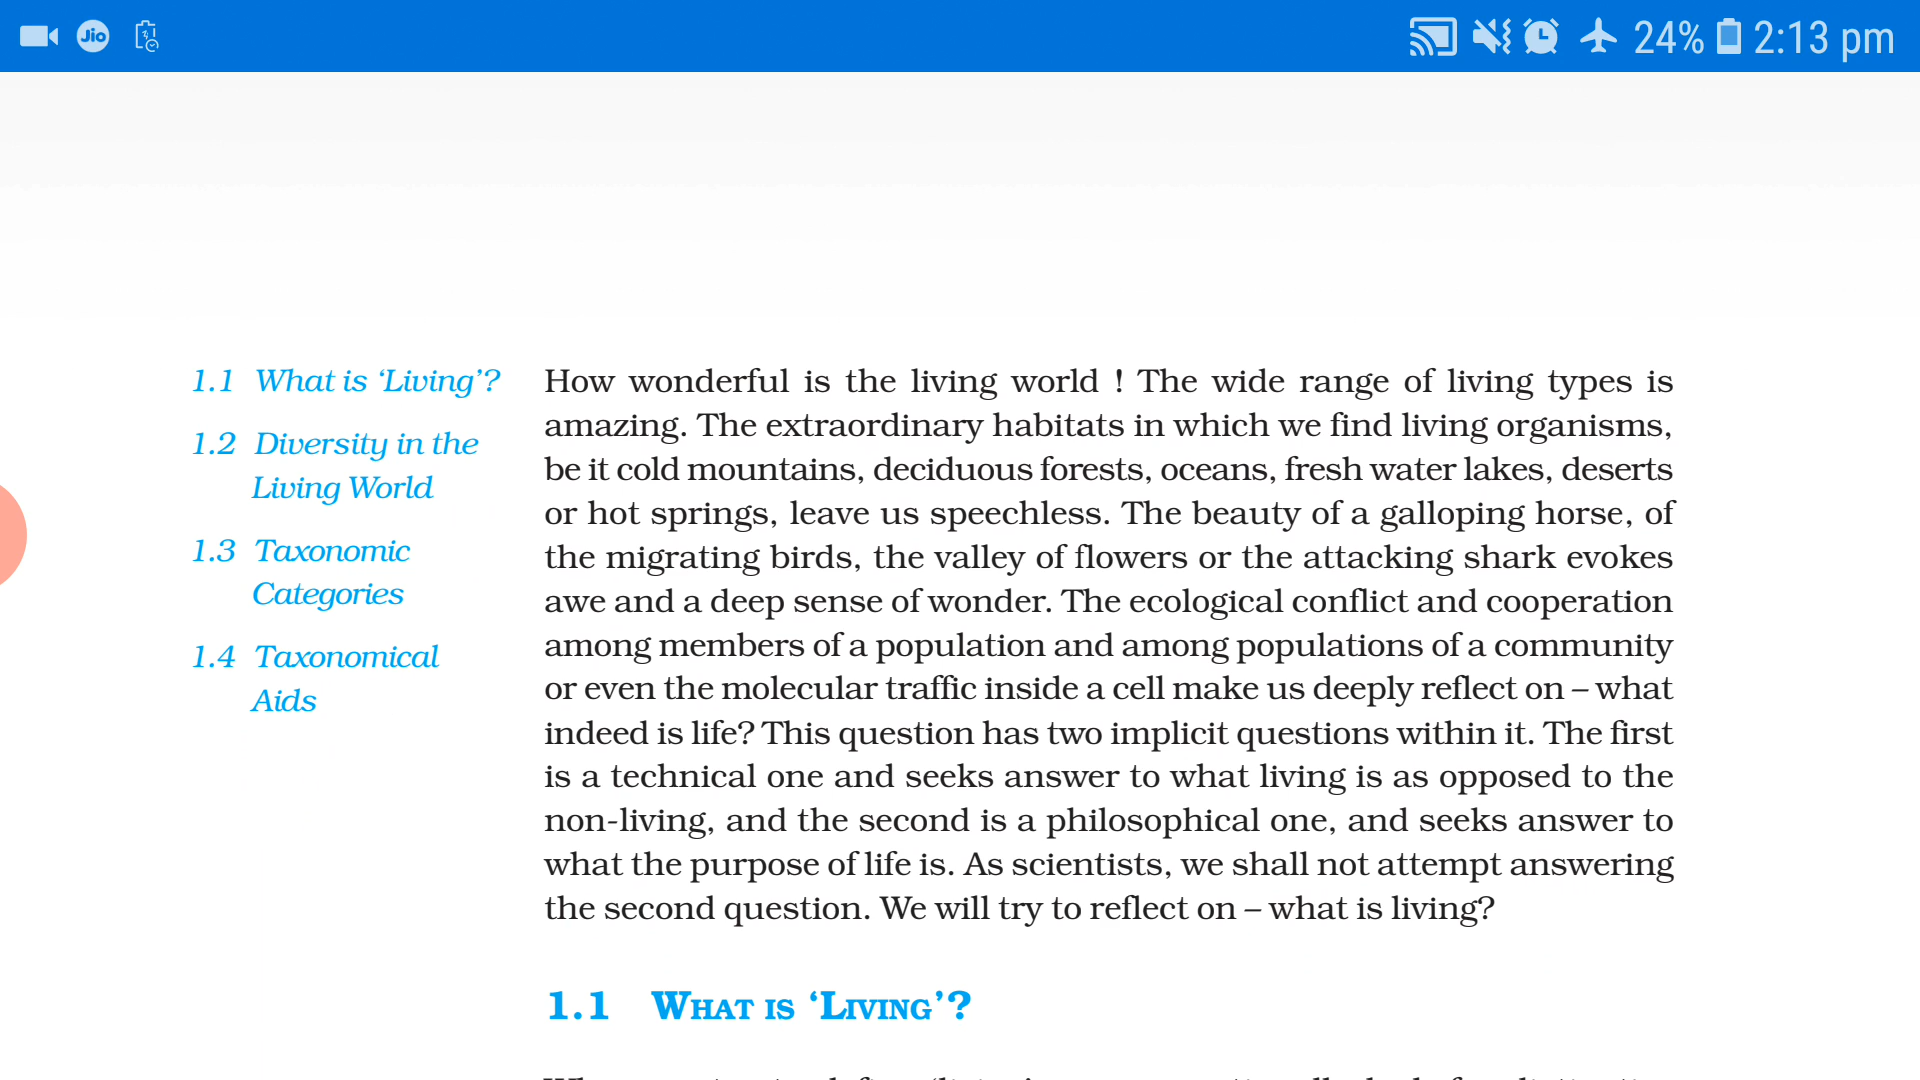 Jio
24% 2:13 pm
1.1 What is ‘Living’?
1.2 Diversity in the
Living World
1.3 Taxonomic
Categories
1.4 Taxonomical
Aids
How wonderful is the living world ! The wide range of living types is
amazing. The extraordinary habitats in which we find living organisms,
be it cold mountains, deciduous forests, oceans, fresh water lakes, deserts
or hot springs, leave us speechless. The beauty of a galloping horse, of
the migrating birds, the valley of flowers or the attacking shark evokes
awe and a deep sense of wonder. The ecological conflict and cooperation
among members of a population and among populations of a community
or even the molecular traffic inside a cell make us deeply reflect on – what
indeed is life? This question has two implicit questions within it. The first
is a technical one and seeks answer to what living is as opposed to the
non-living, and the second is a philosophical one, and seeks answer to
what the purpose of life is. As scientists, we shall not attempt answering
the second question. We will try to reflect on – what is living?
1.1 WHAT IS ‘LIVING’?